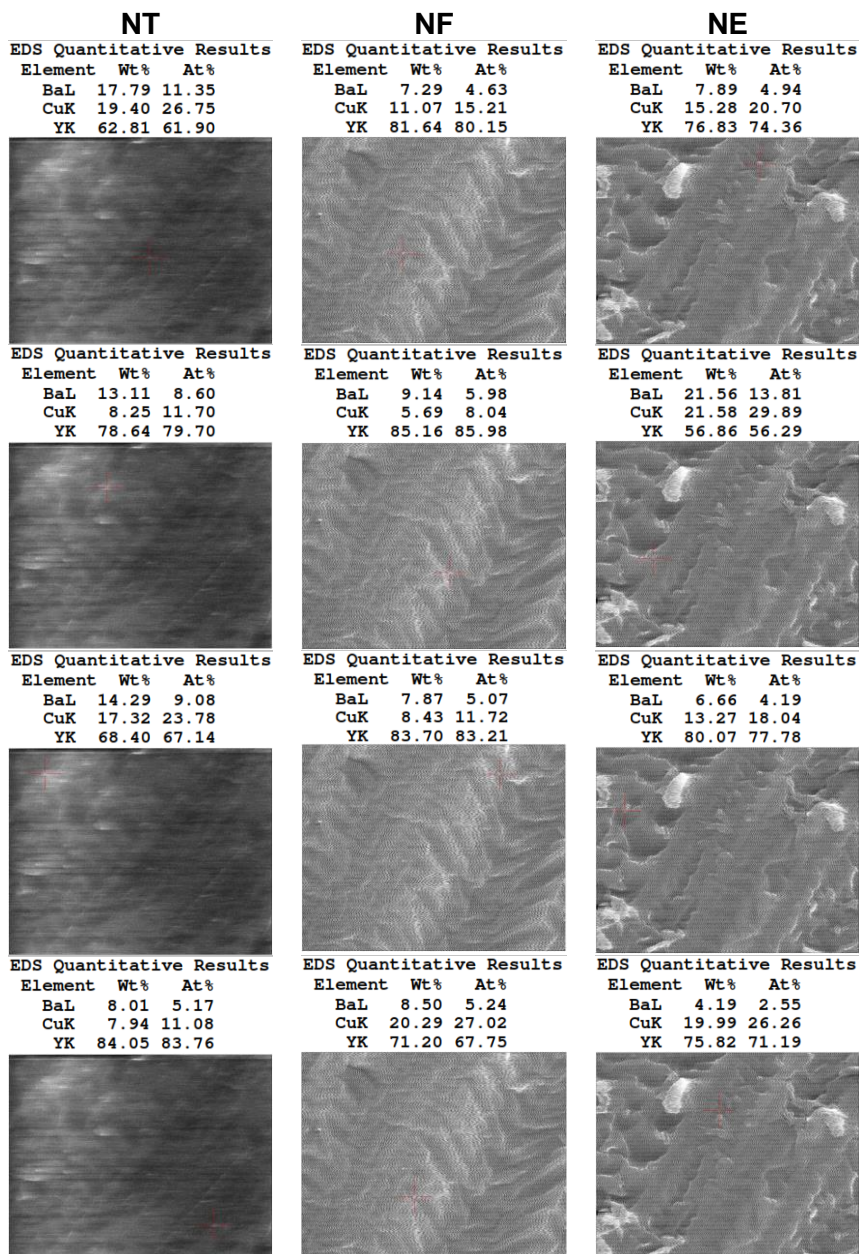 NT NF NE
EDS Quantitative Results EDS Quantitative Results EDS Quantitative Results
Element Wt% At% Element Wt% At% Element Wt% At%
BaL 17.79 11.35 BaL 7.29 4.63 BaL 7.89 4.94
CuK 19.40 26.75 CuK 11.07 15.21 CuK 15.28 20.70
YK 62.81 61.90 YK 81.64 80.15 YK 76.83 74.36
EDS Quantitative Results EDS Quantitative Results EDS Quantitative Results
Element Wt% At% Element Wt% At% Element Wt% At%
BaL 13.11 8.60 BaL 9.14 5.98 BaL 21.56 13.81
CuK 8.25 11.70 CuK 5.69 8.04 CuK 21.58 29.89
YK 78.64 79.70 YK 85.16 85.98 YK 56.86 56.29
EDS Quantitative Results EDS Quantitative Results EDS Quantitative Results
Element Wt% At% Element Wt% At% Element Wt% At%
BaL 14.29 9.08 BaL 7.87 5.07 BaL 6.66 4.19
CuK 17.32 23.78 CuK 8.43 11.72 CuK 13.27 18.04
YK 68.40 67.14 YK 83.70 83.21 YK 80.07 77.78
EDS Quantitative Results EDS Quantitative Results EDS Quantitative Results
Element Wt% At% Element Wt% At% Element Wt% At%
BaL 8.01 5.17 BaL 8.50 5.24 BaL 4.19 2.55
CuK 7.94 11.08 CuK 20.29 27.02 CuK 19.99 26.26
YK 84.05 83.76 YK 71.20 67.75 YK 75.82 71.19